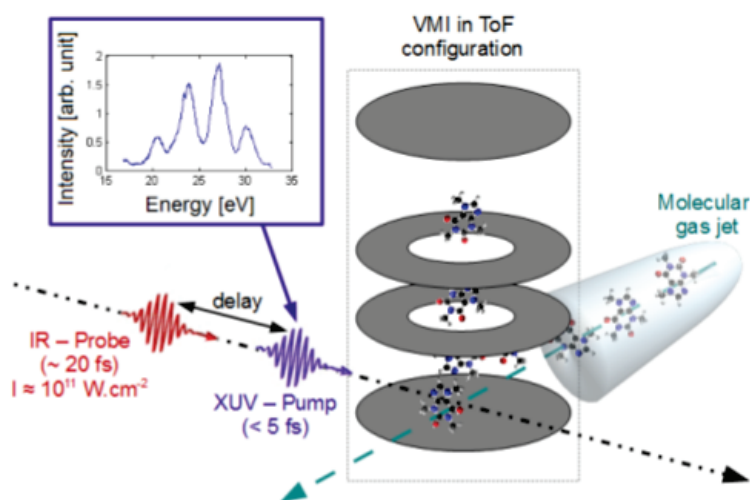 VMI in ToF
configuration
Intensity [arb. unit]
2
1.5
1
0.5
0
15
20
25
30
35
Energy [eV]
Molecular
gas jet
delay
IR – Probe
(~ 20 fs)
I ≈ 10¹¹ W.cm⁻²
XUV – Pump
(< 5 fs)